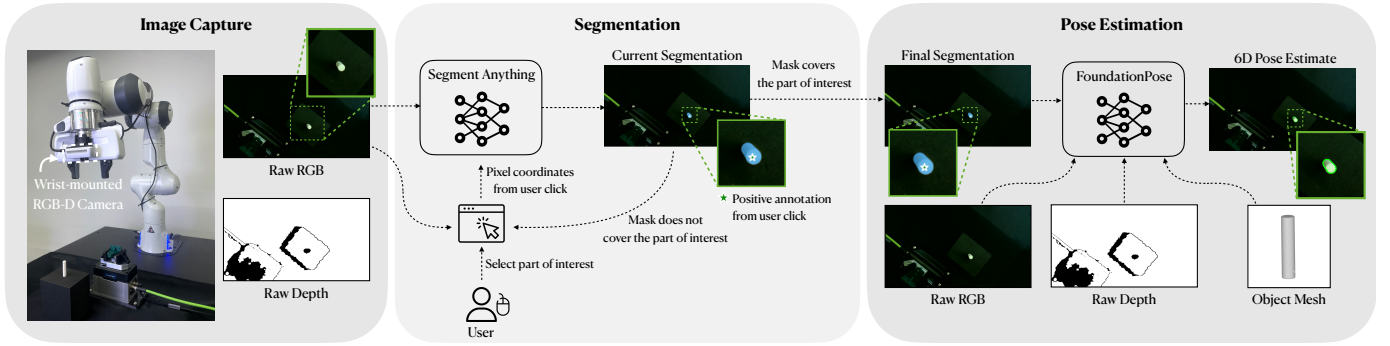 Image Capture
Wrist-mounted
RGB-D Camera
Raw RGB
Raw Depth
Segmentation
Segment Anything
Current Segmentation
Pixel coordinates
from user click
Positive annotation
from user click
Mask does not
cover the part of interest
Select part of interest
User
Mask covers
the part of interest
Pose Estimation
Final Segmentation
FoundationPose
6D Pose Estimate
Raw RGB
Raw Depth
Object Mesh